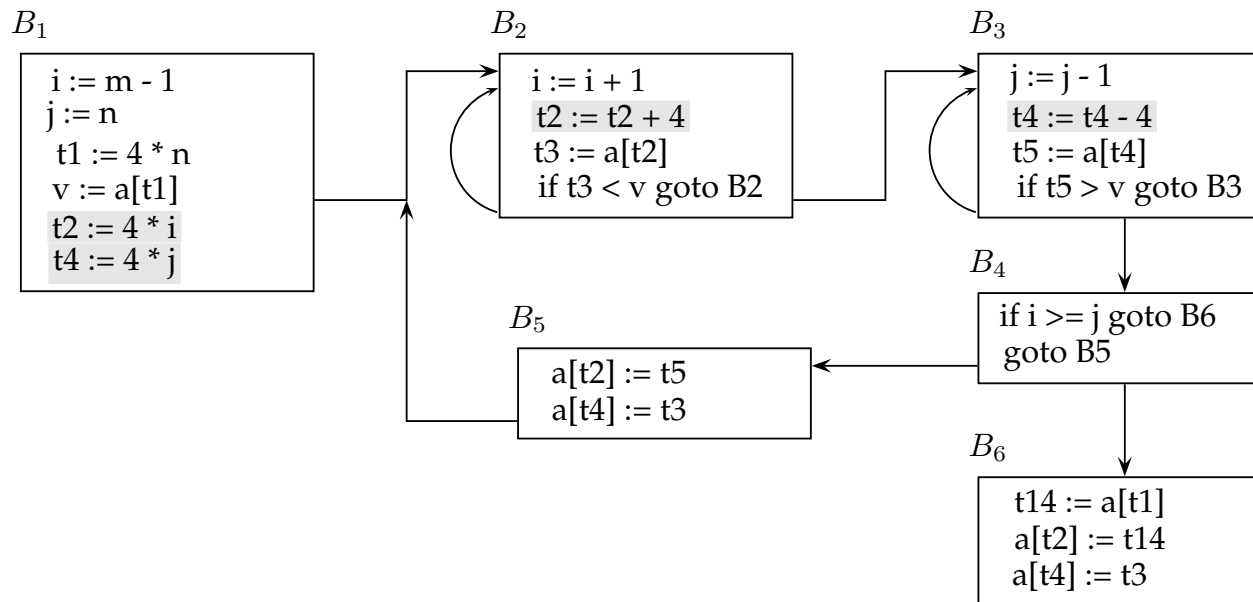 B1
i := m - 1
j := n
t1 := 4 * n
v := a[t1]
t2 := 4 * i
t4 := 4 * j
B2
i := i + 1
t2 := t2 + 4
t3 := a[t2]
if t3 < v goto B2
B3
j := j - 1
t4 := t4 - 4
t5 := a[t4]
if t5 > v goto B3
B4
if i >= j goto B6
goto B5
B5
a[t2] := t5
a[t4] := t3
B6
t14 := a[t1]
a[t2] := t14
a[t4] := t3